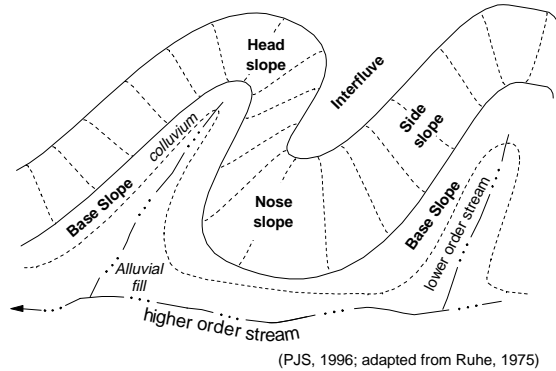 Head
slope
Interfluve
Side
slope
colluvium
Base Slope
Nose
slope
Base Slope
lower order stream
Alluvial
fill
higher order stream
(PJS, 1996; adapted from Ruhe, 1975)